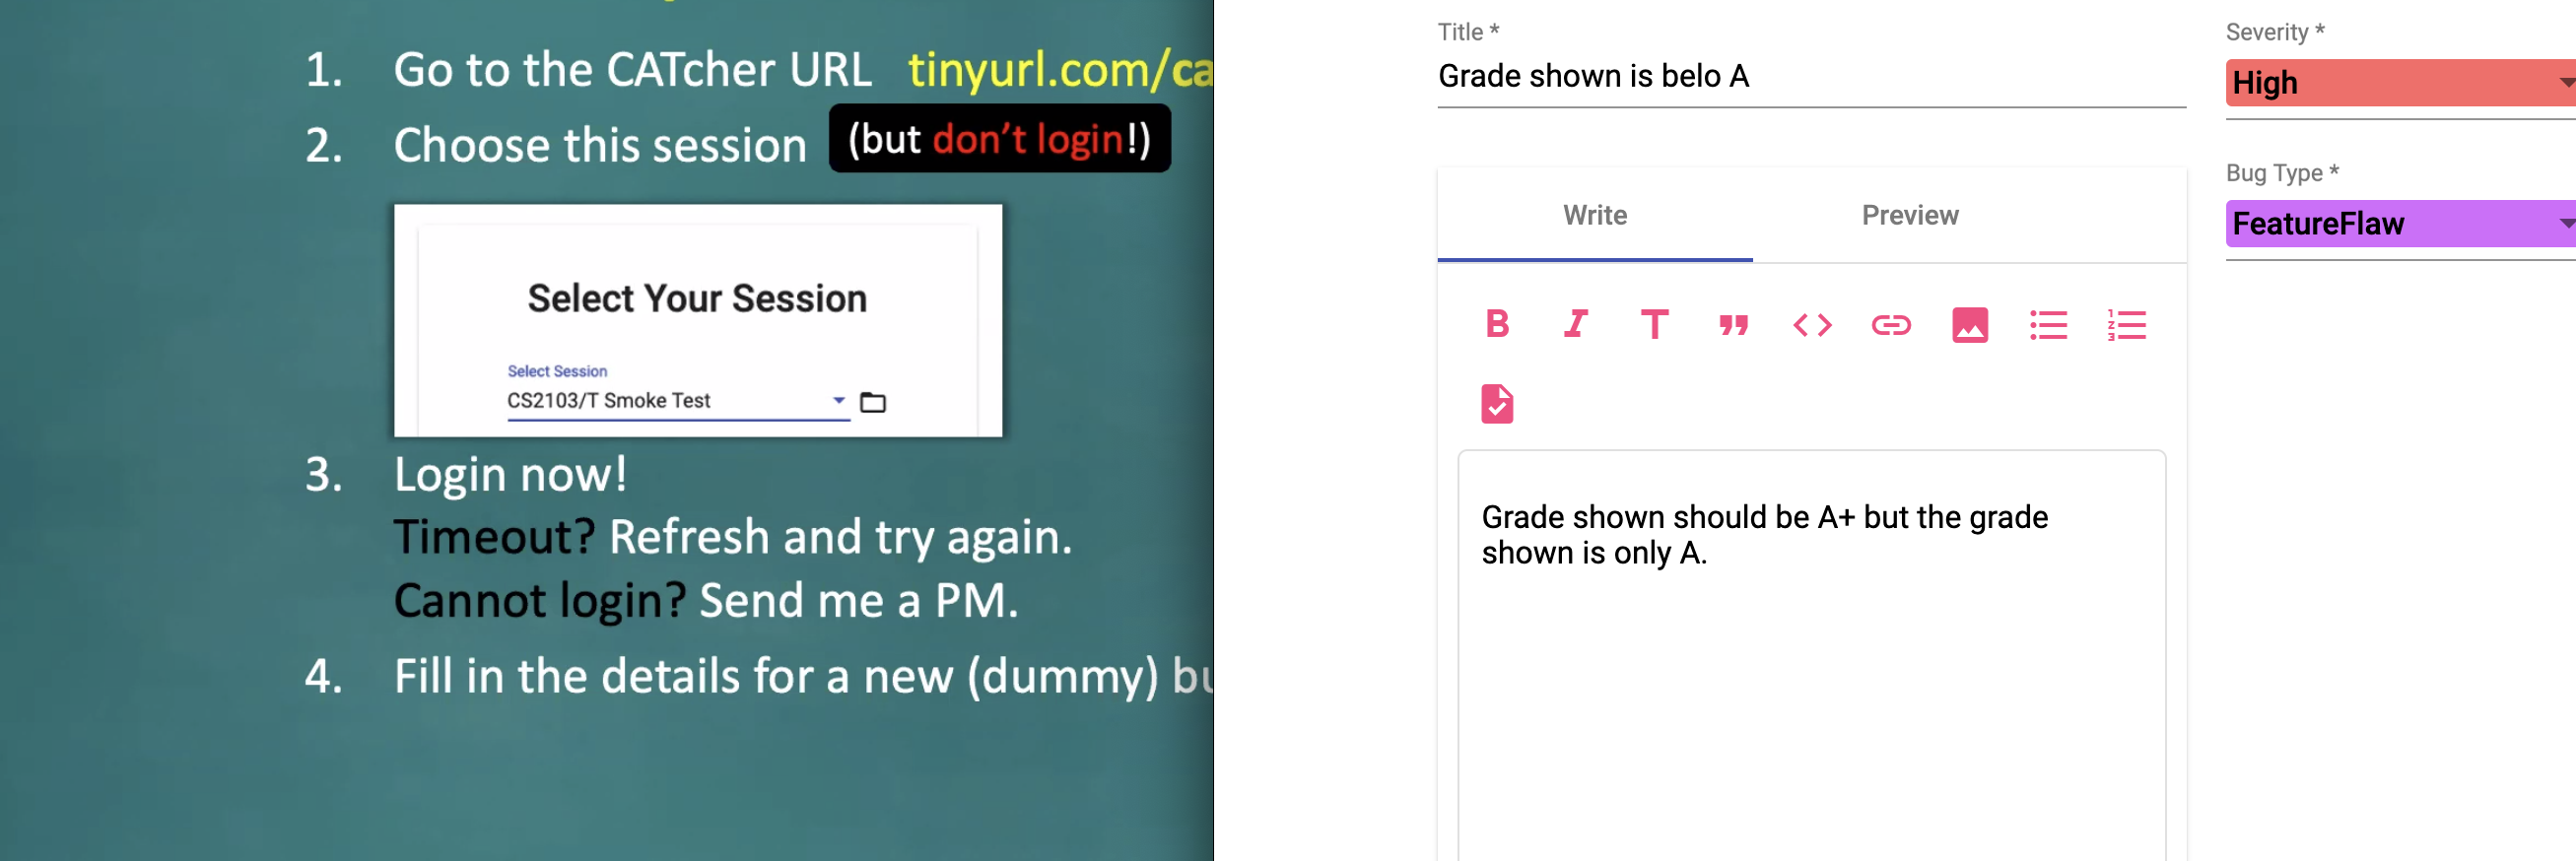 1. Go to the CATcher URL tinyurl.com/ca
2. Choose this session (but don't login!)
Select Your Session
Select Session
CS2103/T Smoke Test
3. Login now!
Timeout? Refresh and try again.
Cannot login? Send me a PM.
4. Fill in the details for a new (dummy) bu
Title *
Grade shown is belo A
Severity *
High
Bug Type *
FeatureFlaw
Write Preview
Grade shown should be A+ but the grade
shown is only A.